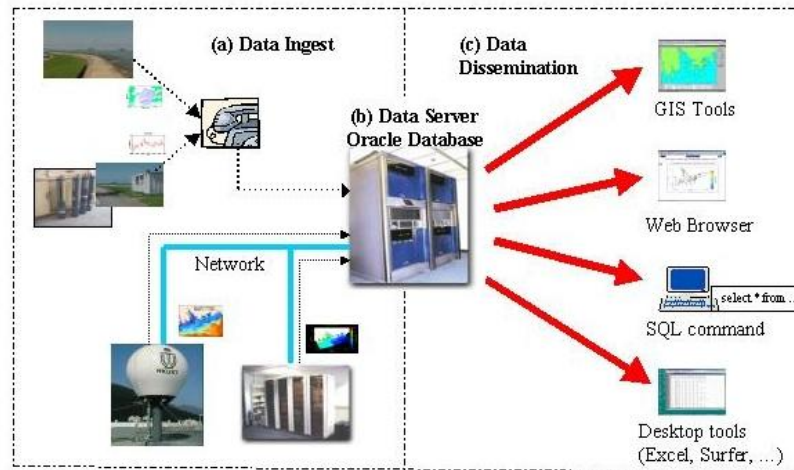 (a) Data Ingest
(c) Data
Dissemination
(b) Data Server
Oracle Database
Network
GIS Tools
Web Browser
select * from ..
SQL command
Desktop tools
(Excel, Surfer, ...)